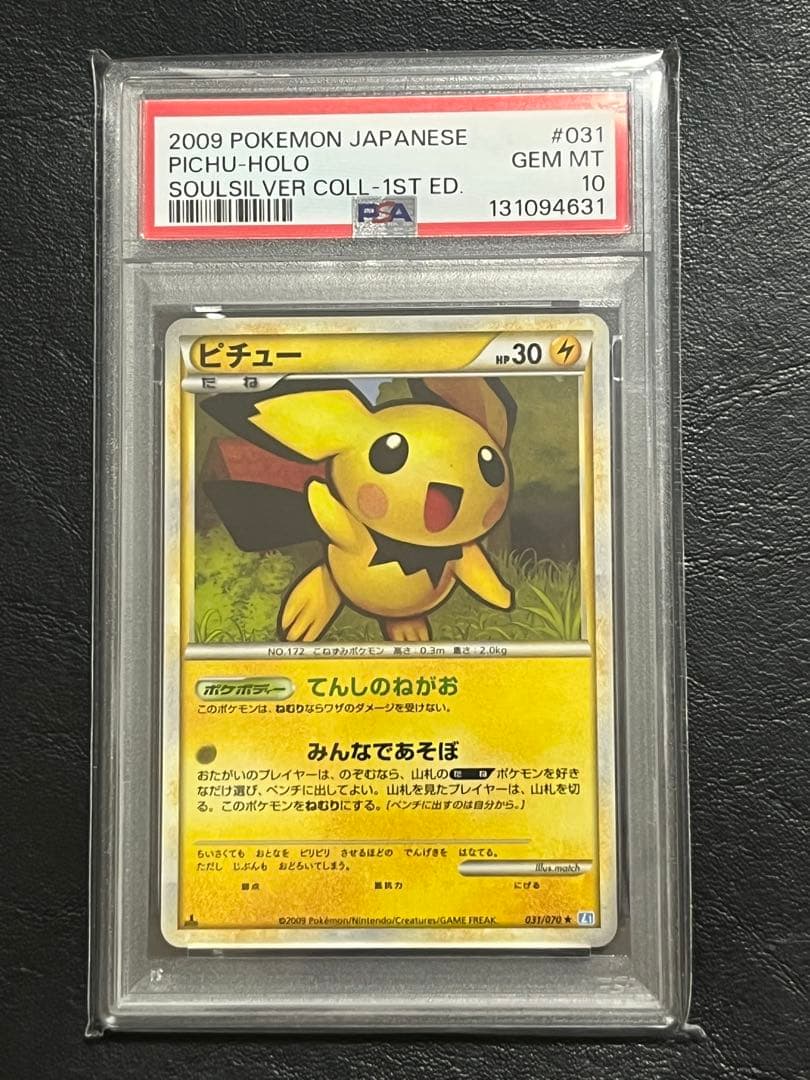 2009 POKEMON JAPANESE #031
PICHU-HOLO GEM MT
SOULSILVER COLL-1ST ED. 10
PSA 131094631
ピチュー HP30
たね
NO.172 こねずみポケモン 高さ:0.3m 重さ:2.0kg
ポケボディー てんしのねがお
このポケモンは、ねむりならワザのダメージを受けない。
みんなであそぼ
おたがいのプレイヤーは、のぞむなら、山札のたねポケモンを好き
なだけ選び、ベンチに出してよい。山札を見たプレイヤーは、山札を切
る。このポケモンをねむりにする。(ベンチに出すのは自分から。)
ちいさくても おとなを ビリビリ させるほどの でんげきを はなてる。
ただし じぶんも おどろいてしまう。
Illus. match
弱点 抵抗力 にげる
©2009 Pokémon/Nintendo/Creatures/GAME FREAK 031/070 ★ L1